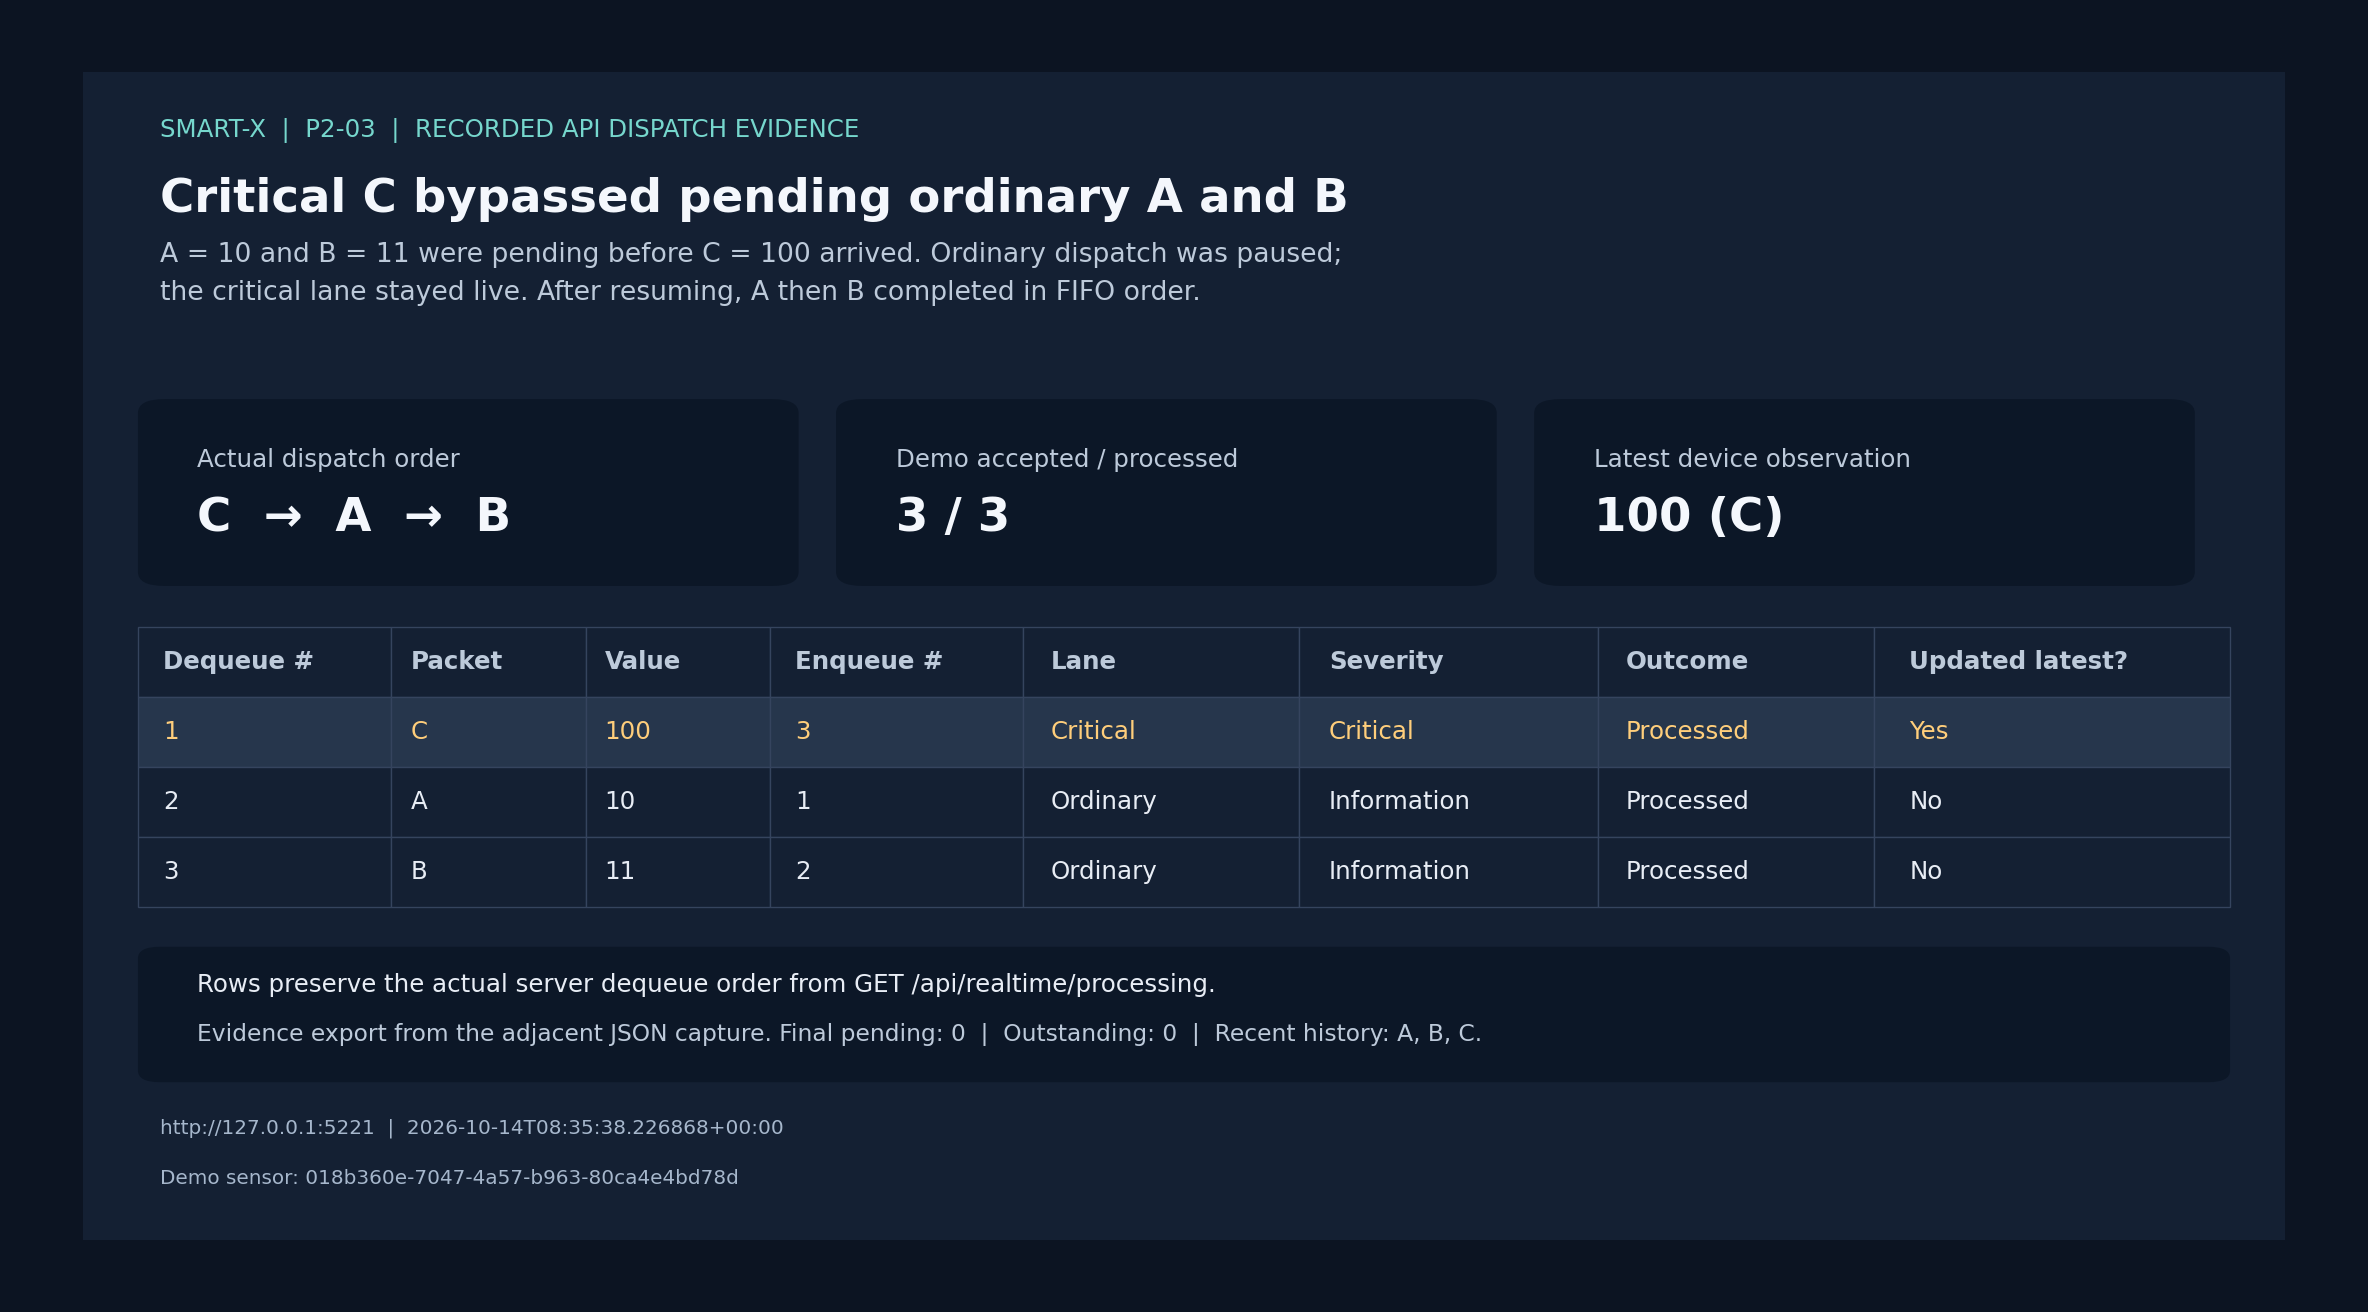 SMART-X | P2-03 | RECORDED API DISPATCH EVIDENCE
Critical C bypassed pending ordinary A and B
A = 10 and B = 11 were pending before C = 100 arrived. Ordinary dispatch was paused;
the critical lane stayed live. After resuming, A then B completed in FIFO order.
Actual dispatch order
C → A → B
Demo accepted / processed
3 / 3
Latest device observation
100 (C)
Dequeue # Packet Value Enqueue # Lane Severity Outcome Updated latest?
1 C 100 3 Critical Critical Processed Yes
2 A 10 1 Ordinary Information Processed No
3 B 11 2 Ordinary Information Processed No
Rows preserve the actual server dequeue order from GET /api/realtime/processing.
Evidence export from the adjacent JSON capture. Final pending: 0 | Outstanding: 0 | Recent history: A, B, C.
http://127.0.0.1:5221 | 2026-10-14T08:35:38.226868+00:00
Demo sensor: 018b360e-7047-4a57-b963-80ca4e4bd78d